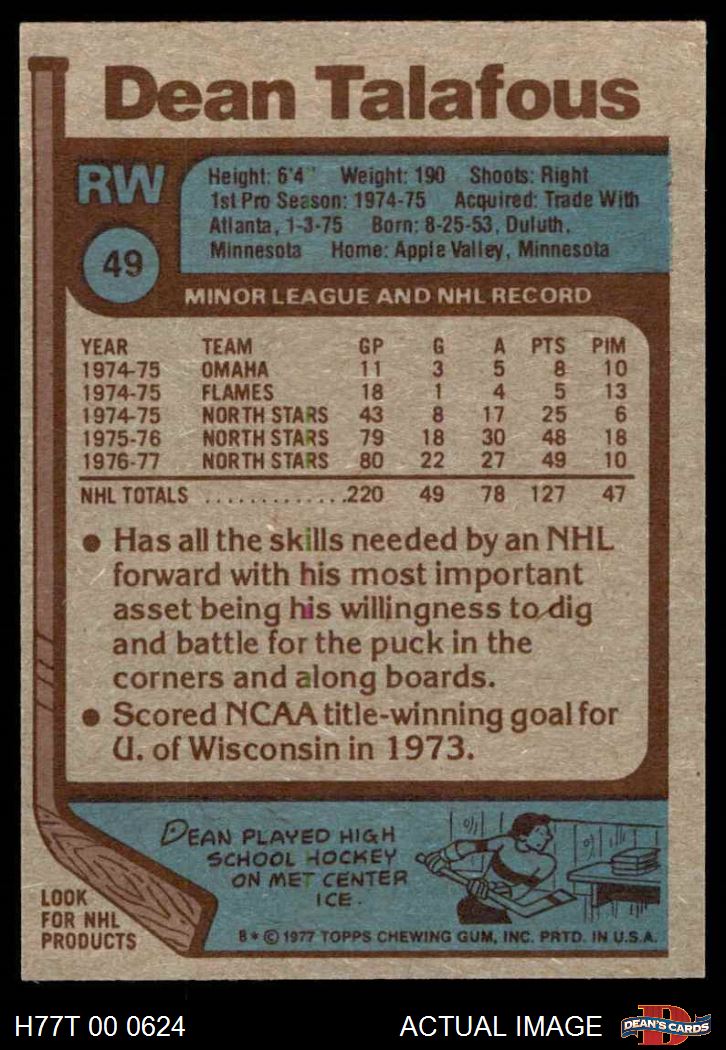 Dean Talafous
RW
Height: 6'4" Weight: 190 Shoots: Right
1st Pro Season: 1974-75 Acquired: Trade With
Atlanta, 1-3-75 Born: 8-25-53, Duluth,
Minnesota Home: Apple Valley, Minnesota
49
MINOR LEAGUE AND NHL RECORD
YEAR TEAM GP G A PTS PIM
1974-75 OMAHA 11 3 5 8 10
1974-75 FLAMES 18 1 4 5 13
1974-75 NORTH STARS 43 8 17 25 6
1975-76 NORTH STARS 79 18 30 48 18
1976-77 NORTH STARS 80 22 27 49 10
NHL TOTALS .............220 49 78 127 47
● Has all the skills needed by an NHL
forward with his most important
asset being his willingness to dig
and battle for the puck in the
corners and along boards.
● Scored NCAA title-winning goal for
U. of Wisconsin in 1973.
DEAN PLAYED HIGH
SCHOOL HOCKEY
ON MET CENTER
ICE.
LOOK
FOR NHL
PRODUCTS
8* © 1977 TOPPS CHEWING GUM, INC. PRTD. IN U.S.A.
H77T 00 0624 ACTUAL IMAGE
DEAN'S CARDS